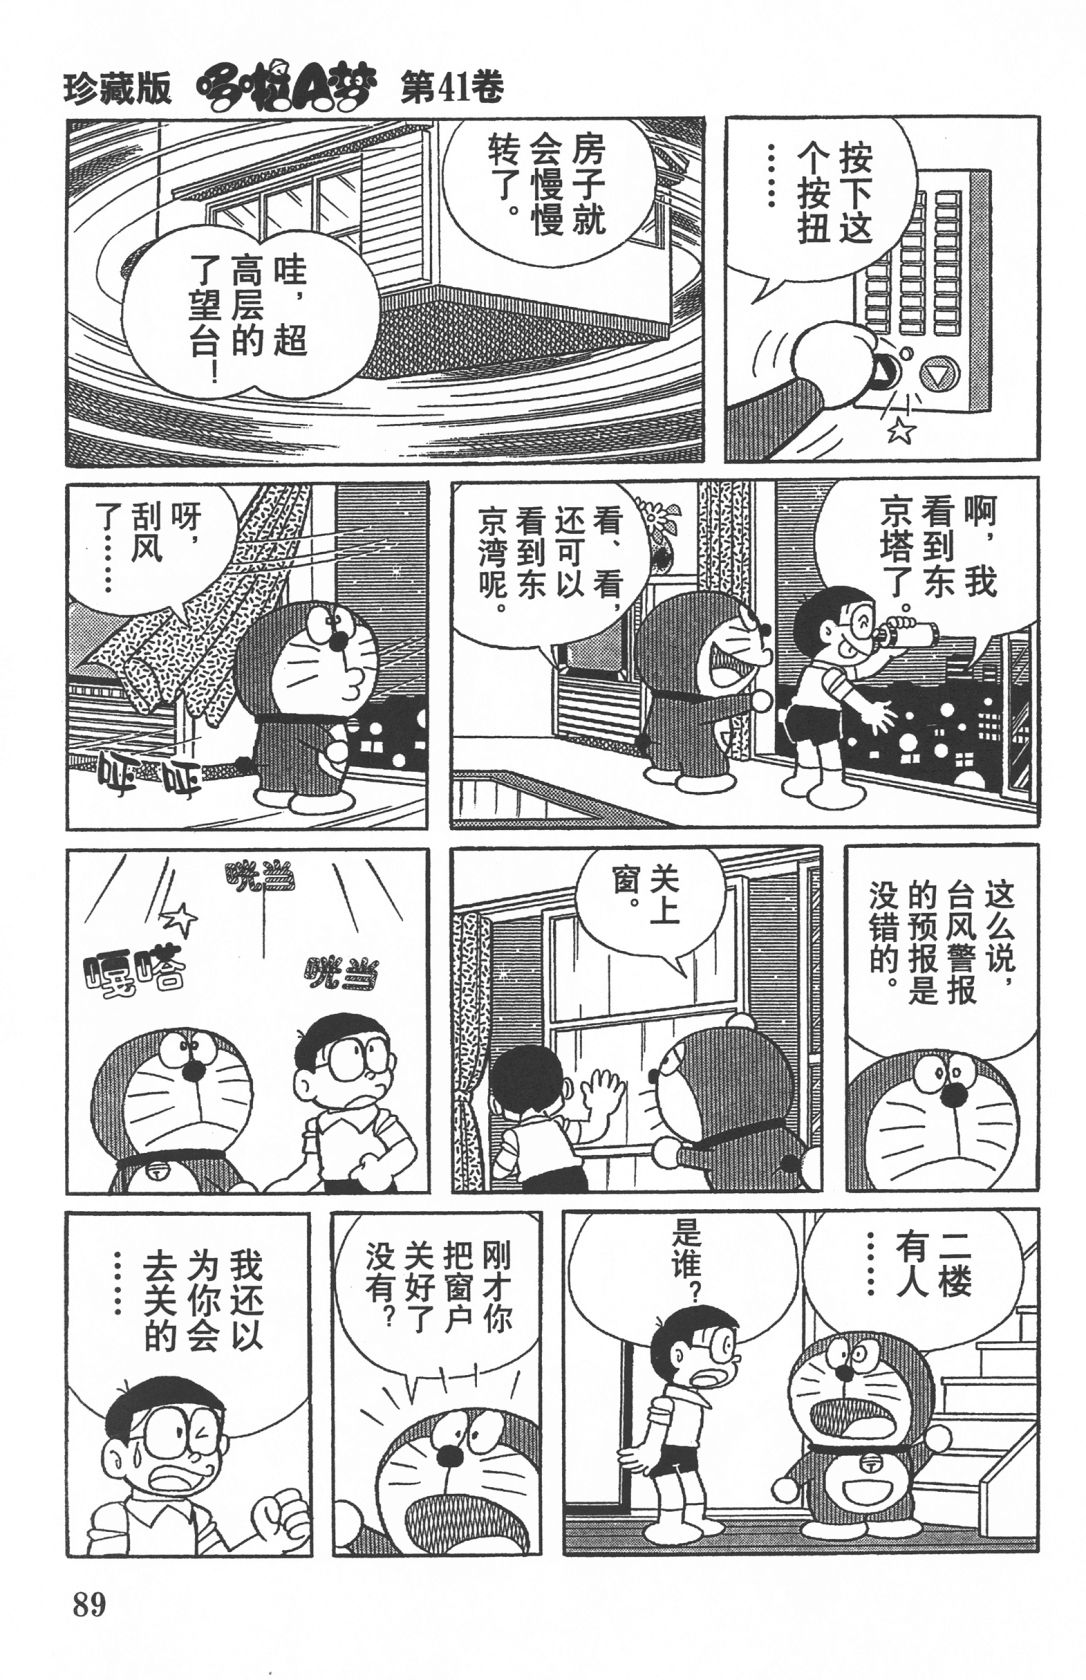 珍藏版 哆啦A梦 第41卷
按下这
个按扭
……
房子就
会慢慢
转了。
哇，超
高层的
了望台！
啊，我
看到东
京塔了。
看、看，
还可以
看到东
京湾呢。
呀，
刮风
了……
咂 咂
这么说，
台风警报
的预报是
没错的。
关上
窗。
咣当
嘎嗒
咣当
二楼
有人
……
是谁？
刚才你
把窗户
关好了
没有？
我还以
为你会
去关的
……
89